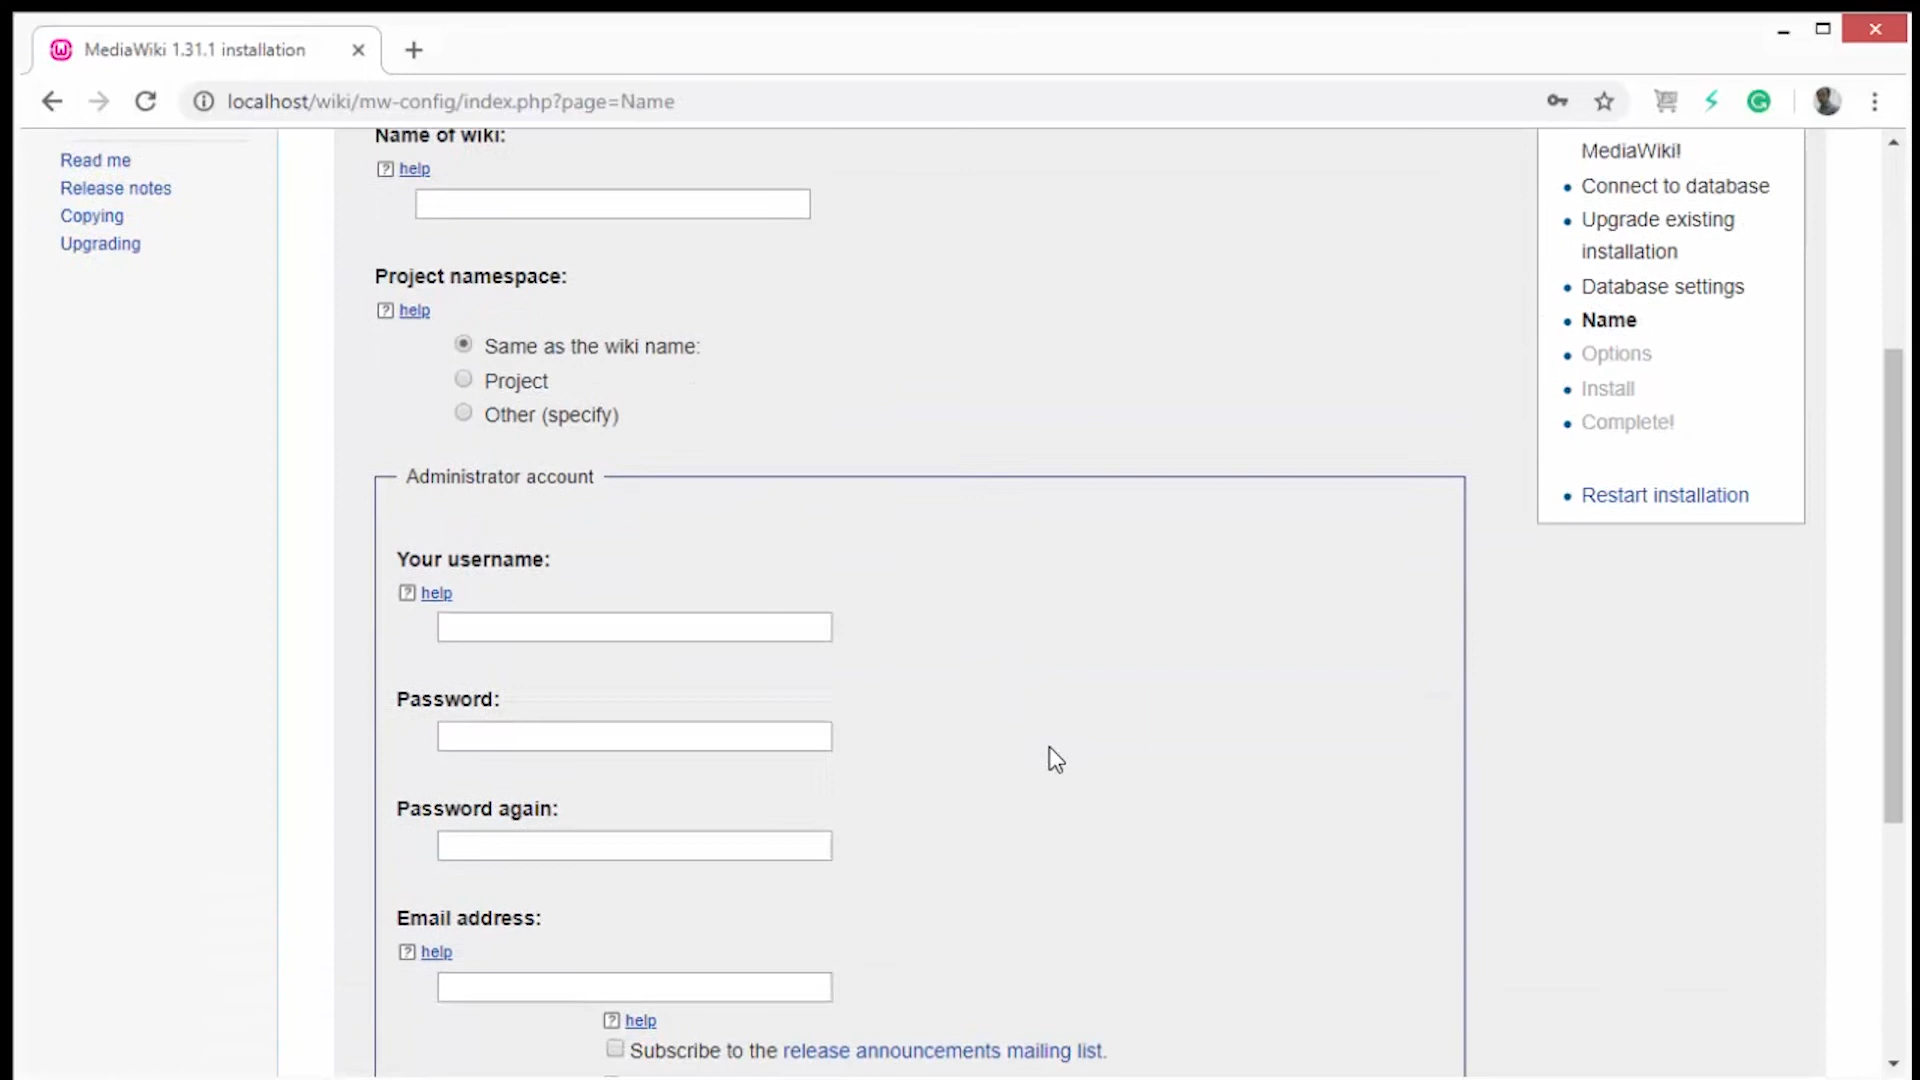 MediaWiki 1.31.1 installation
localhost/wiki/mw-config/index.php?page=Name
Read me
Release notes
Copying
Upgrading
Name of wiki:
help
Project namespace:
help
Same as the wiki name:
Project
Other (specify)
Administrator account
Your username:
help
Password:
Password again:
Email address:
help
help
Subscribe to the release announcements mailing list.
MediaWiki!
Connect to database
Upgrade existing
installation
Database settings
Name
Options
Install
Complete!
Restart installation